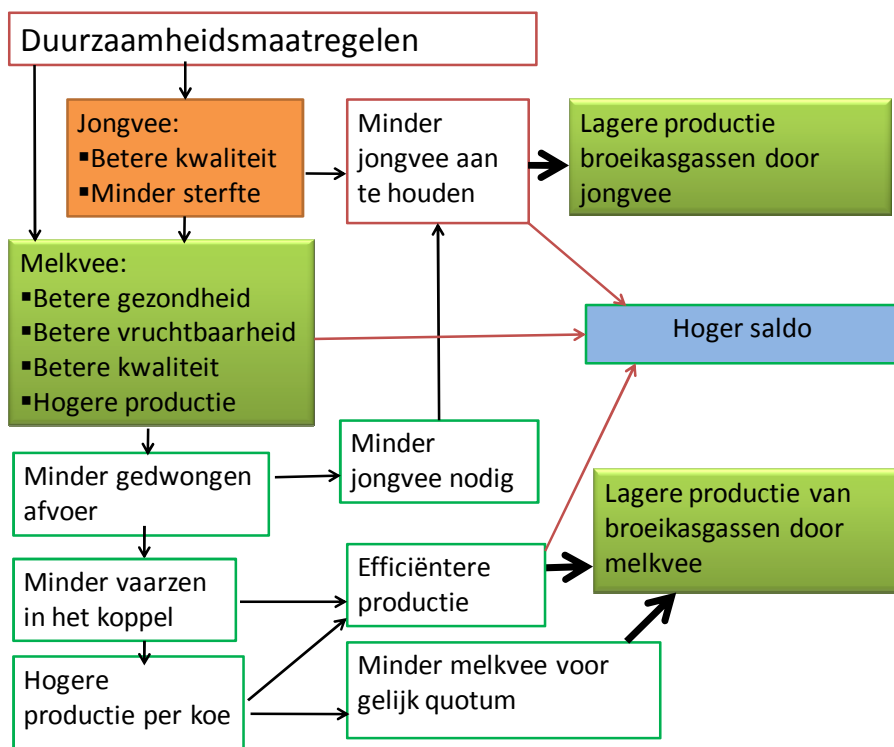 Duurzaamheidsmaatregelen
Jongvee:
▪Betere kwaliteit
▪Minder sterfte
Minder
jongvee aan
te houden
Lagere productie
broeikasgassen door
jongvee
Melkvee:
▪Betere gezondheid
▪Betere vruchtbaarheid
▪Betere kwaliteit
▪Hogere productie
Hoger saldo
Minder gedwongen
afvoer
Minder
jongvee nodig
Lagere productie van
broeikasgassen door
melkvee
Minder vaarzen
in het koppel
Efficiëntere
productie
Hogere
productie per koe
Minder melkvee voor
gelijk quotum